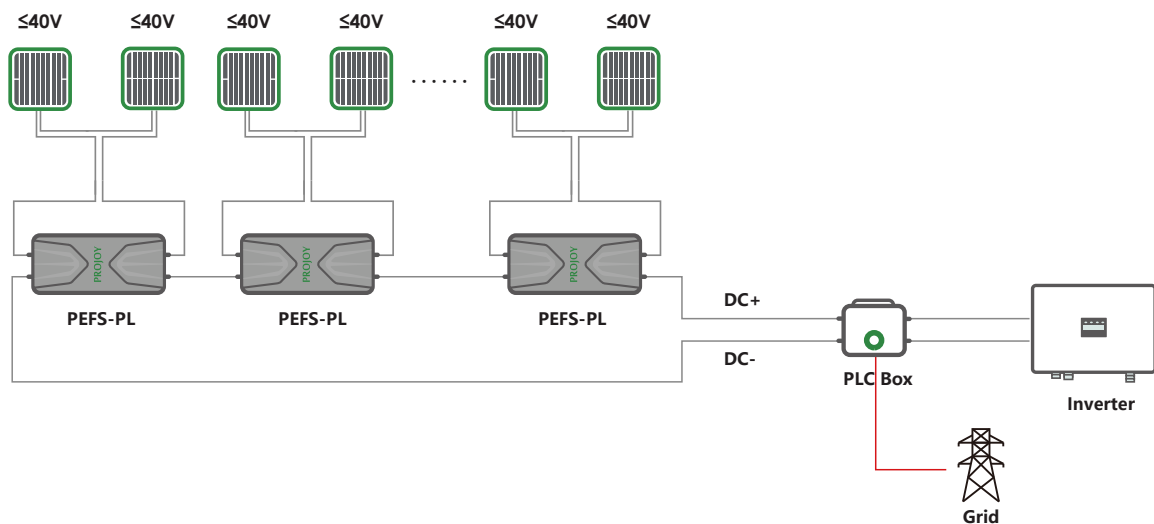 ≤40V
≤40V
≤40V
≤40V
≤40V
≤40V
......
PROJOY
PROJOY
PROJOY
PEFS-PL
PEFS-PL
PEFS-PL
DC+
DC-
PLC Box
Inverter
Grid